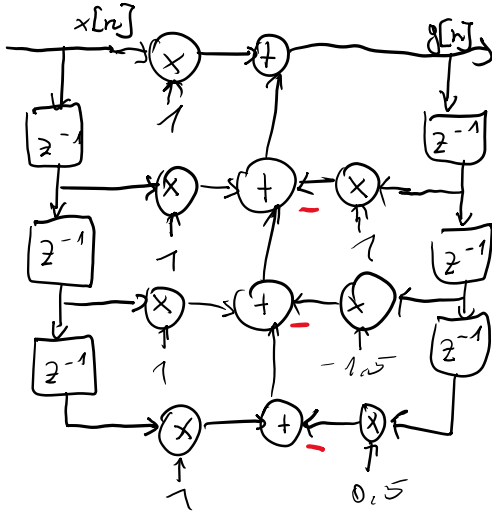 x[n] y[n]
× +
1
z⁻¹ z⁻¹
× + ×
−
1 1
z⁻¹ z⁻¹
× + ×
−
1 -1,5
z⁻¹ z⁻¹
× + ×
−
1 0,5